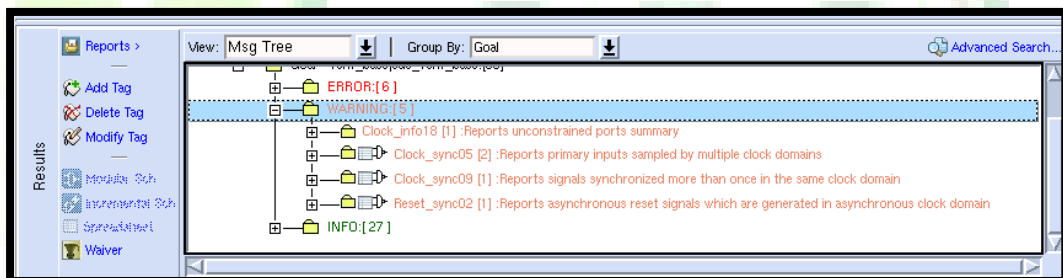 Results
Reports >
Add Tag
Delete Tag
Modify Tag
Modular Sch
Incremental Sch
Spreadsheet
Waiver
View: Msg Tree | Group By: Goal Advanced Search...
ERROR:[ 6 ]
WARNING:[ 5 ]
Clock_info18 [1] :Reports unconstrained ports summary
Clock_sync05 [2] :Reports primary inputs sampled by multiple clock domains
Clock_sync09 [1] :Reports signals synchronized more than once in the same clock domain
Reset_sync02 [1] :Reports asynchronous reset signals which are generated in asynchronous clock domain
INFO:[ 27 ]